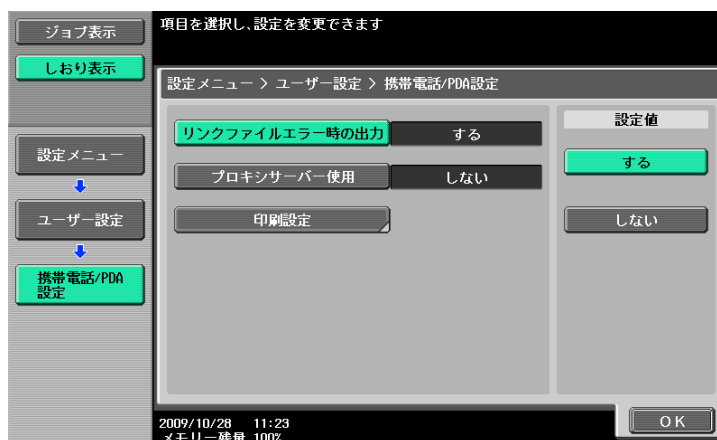 ジョブ表示
しおり表示
設定メニュー
ユーザー設定
携帯電話/PDA
設定
項目を選択し、設定を変更できます
設定メニュー > ユーザー設定 > 携帯電話/PDA設定
リンクファイルエラー時の出力 する
プロキシサーバー使用 しない
印刷設定
設定値
する
しない
2009/10/28 11:23
メモリー残量 100%
OK